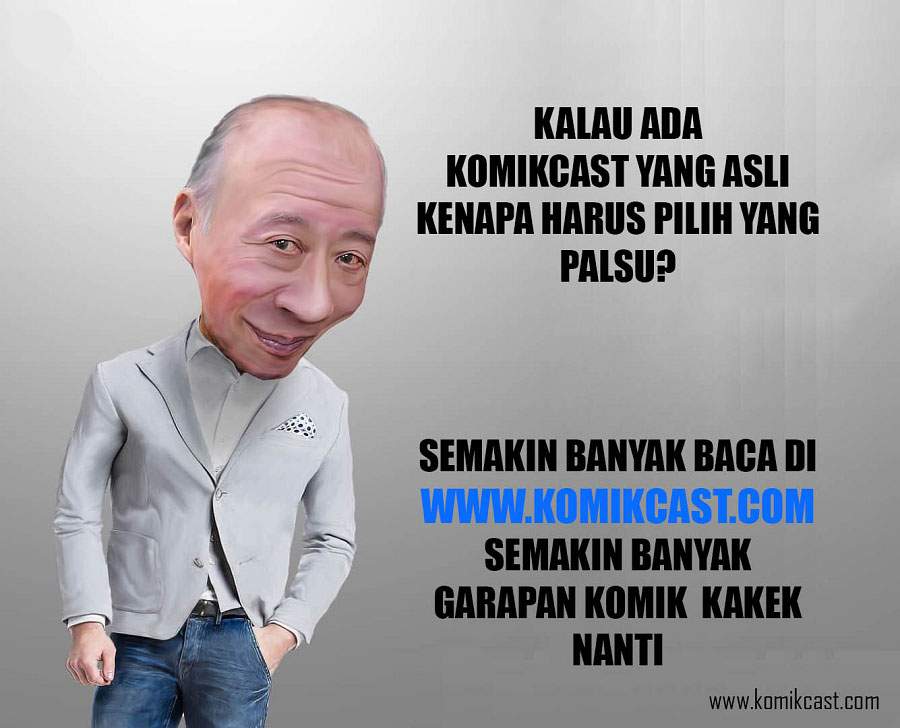 KALAU ADA
KOMIKCAST YANG ASLI
KENAPA HARUS PILIH YANG
PALSU?
SEMAKIN BANYAK BACA DI
WWW.KOMIKCAST.COM
SEMAKIN BANYAK
GARAPAN KOMIK KAKEK
NANTI
www.komikcast.com